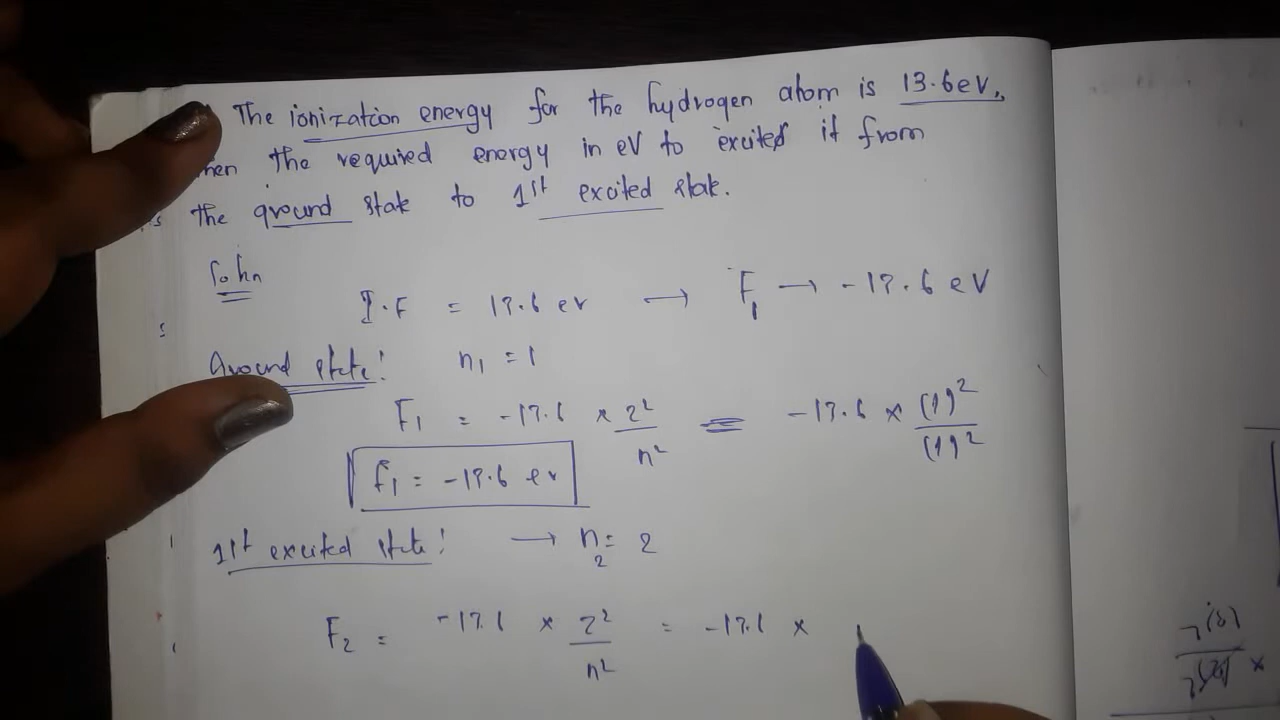 The ionization energy for the hydrogen atom is 13.6eV.,
hen the required energy in eV to excited it from
is the ground state to 1st excited state.
Soln
I.E = 13.6 ev → E1 → -13.6 eV
Ground state: n1 = 1
E1 = -13.6 × z²/n² = -13.6 × (1)²/(1)²
E1 = -13.6 ev
1st excited state: → n2 = 2
E2 = -13.6 × z²/n² = -13.6 ×